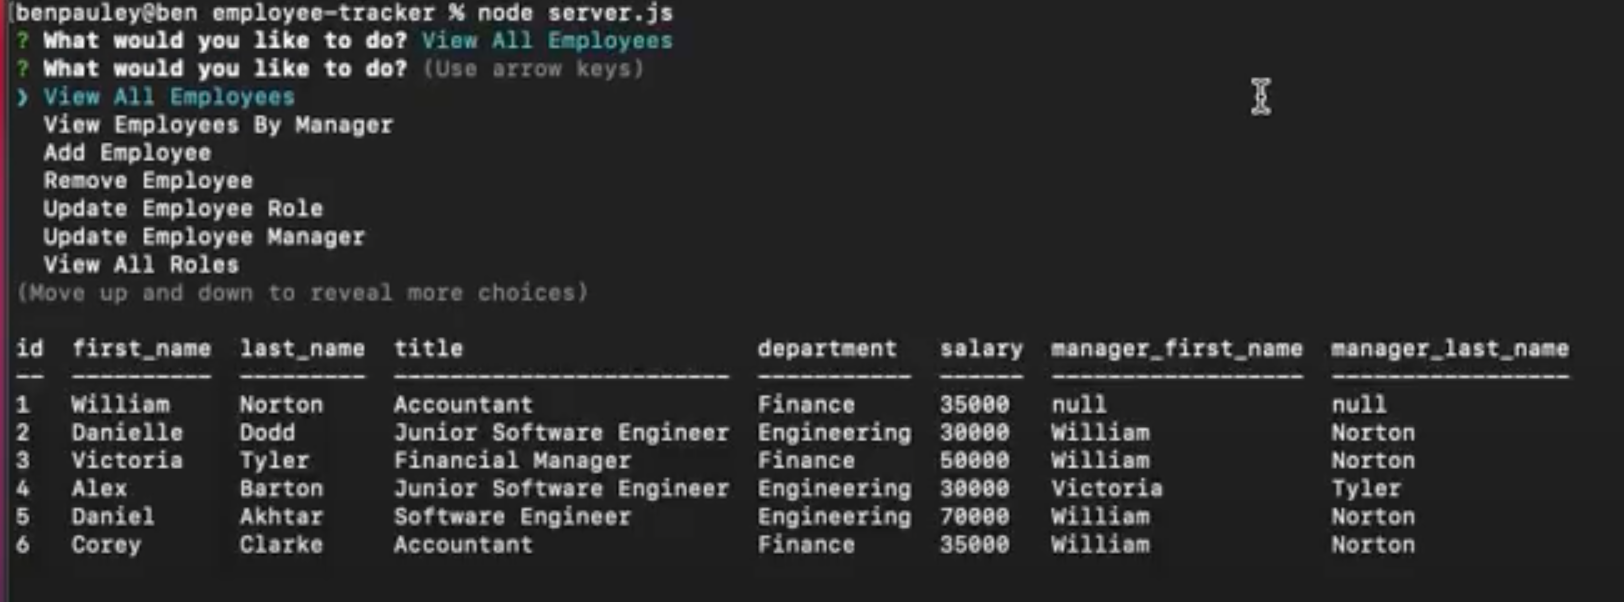 [benpauley@ben employee-tracker % node server.js
? What would you like to do? View All Employees
? What would you like to do? (Use arrow keys)
❯ View All Employees
  View Employees By Manager
  Add Employee
  Remove Employee
  Update Employee Role
  Update Employee Manager
  View All Roles
(Move up and down to reveal more choices)
id  first_name  last_name  title                     department   salary  manager_first_name  manager_last_name
--  ----------  ---------  ------------------------  -----------  ------  ------------------  -----------------
1   William     Norton     Accountant                Finance      35000   null                null
2   Danielle    Dodd       Junior Software Engineer  Engineering  30000   William             Norton
3   Victoria    Tyler      Financial Manager         Finance      50000   William             Norton
4   Alex        Barton     Junior Software Engineer  Engineering  30000   Victoria            Tyler
5   Daniel      Akhtar     Software Engineer         Engineering  70000   William             Norton
6   Corey       Clarke     Accountant                Finance      35000   William             Norton